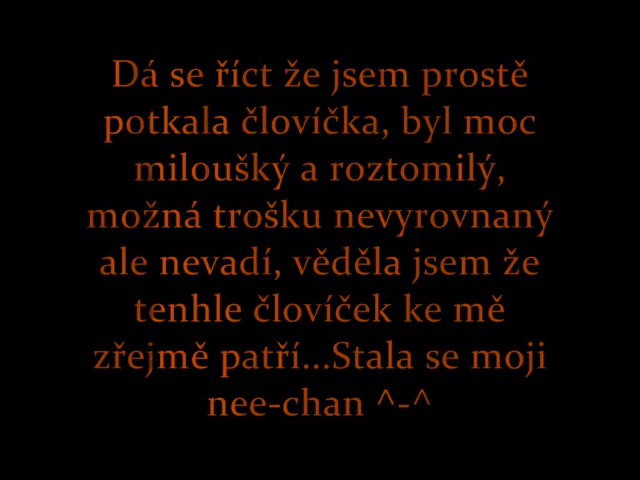 Dá se říct že jsem prostě
potkala človíčka, byl moc
miloušký a roztomilý,
možná trošku nevyrovnaný
ale nevadí, věděla jsem že
tenhle človíček ke mě
zřejmě patří...Stala se moji
nee-chan ^-^